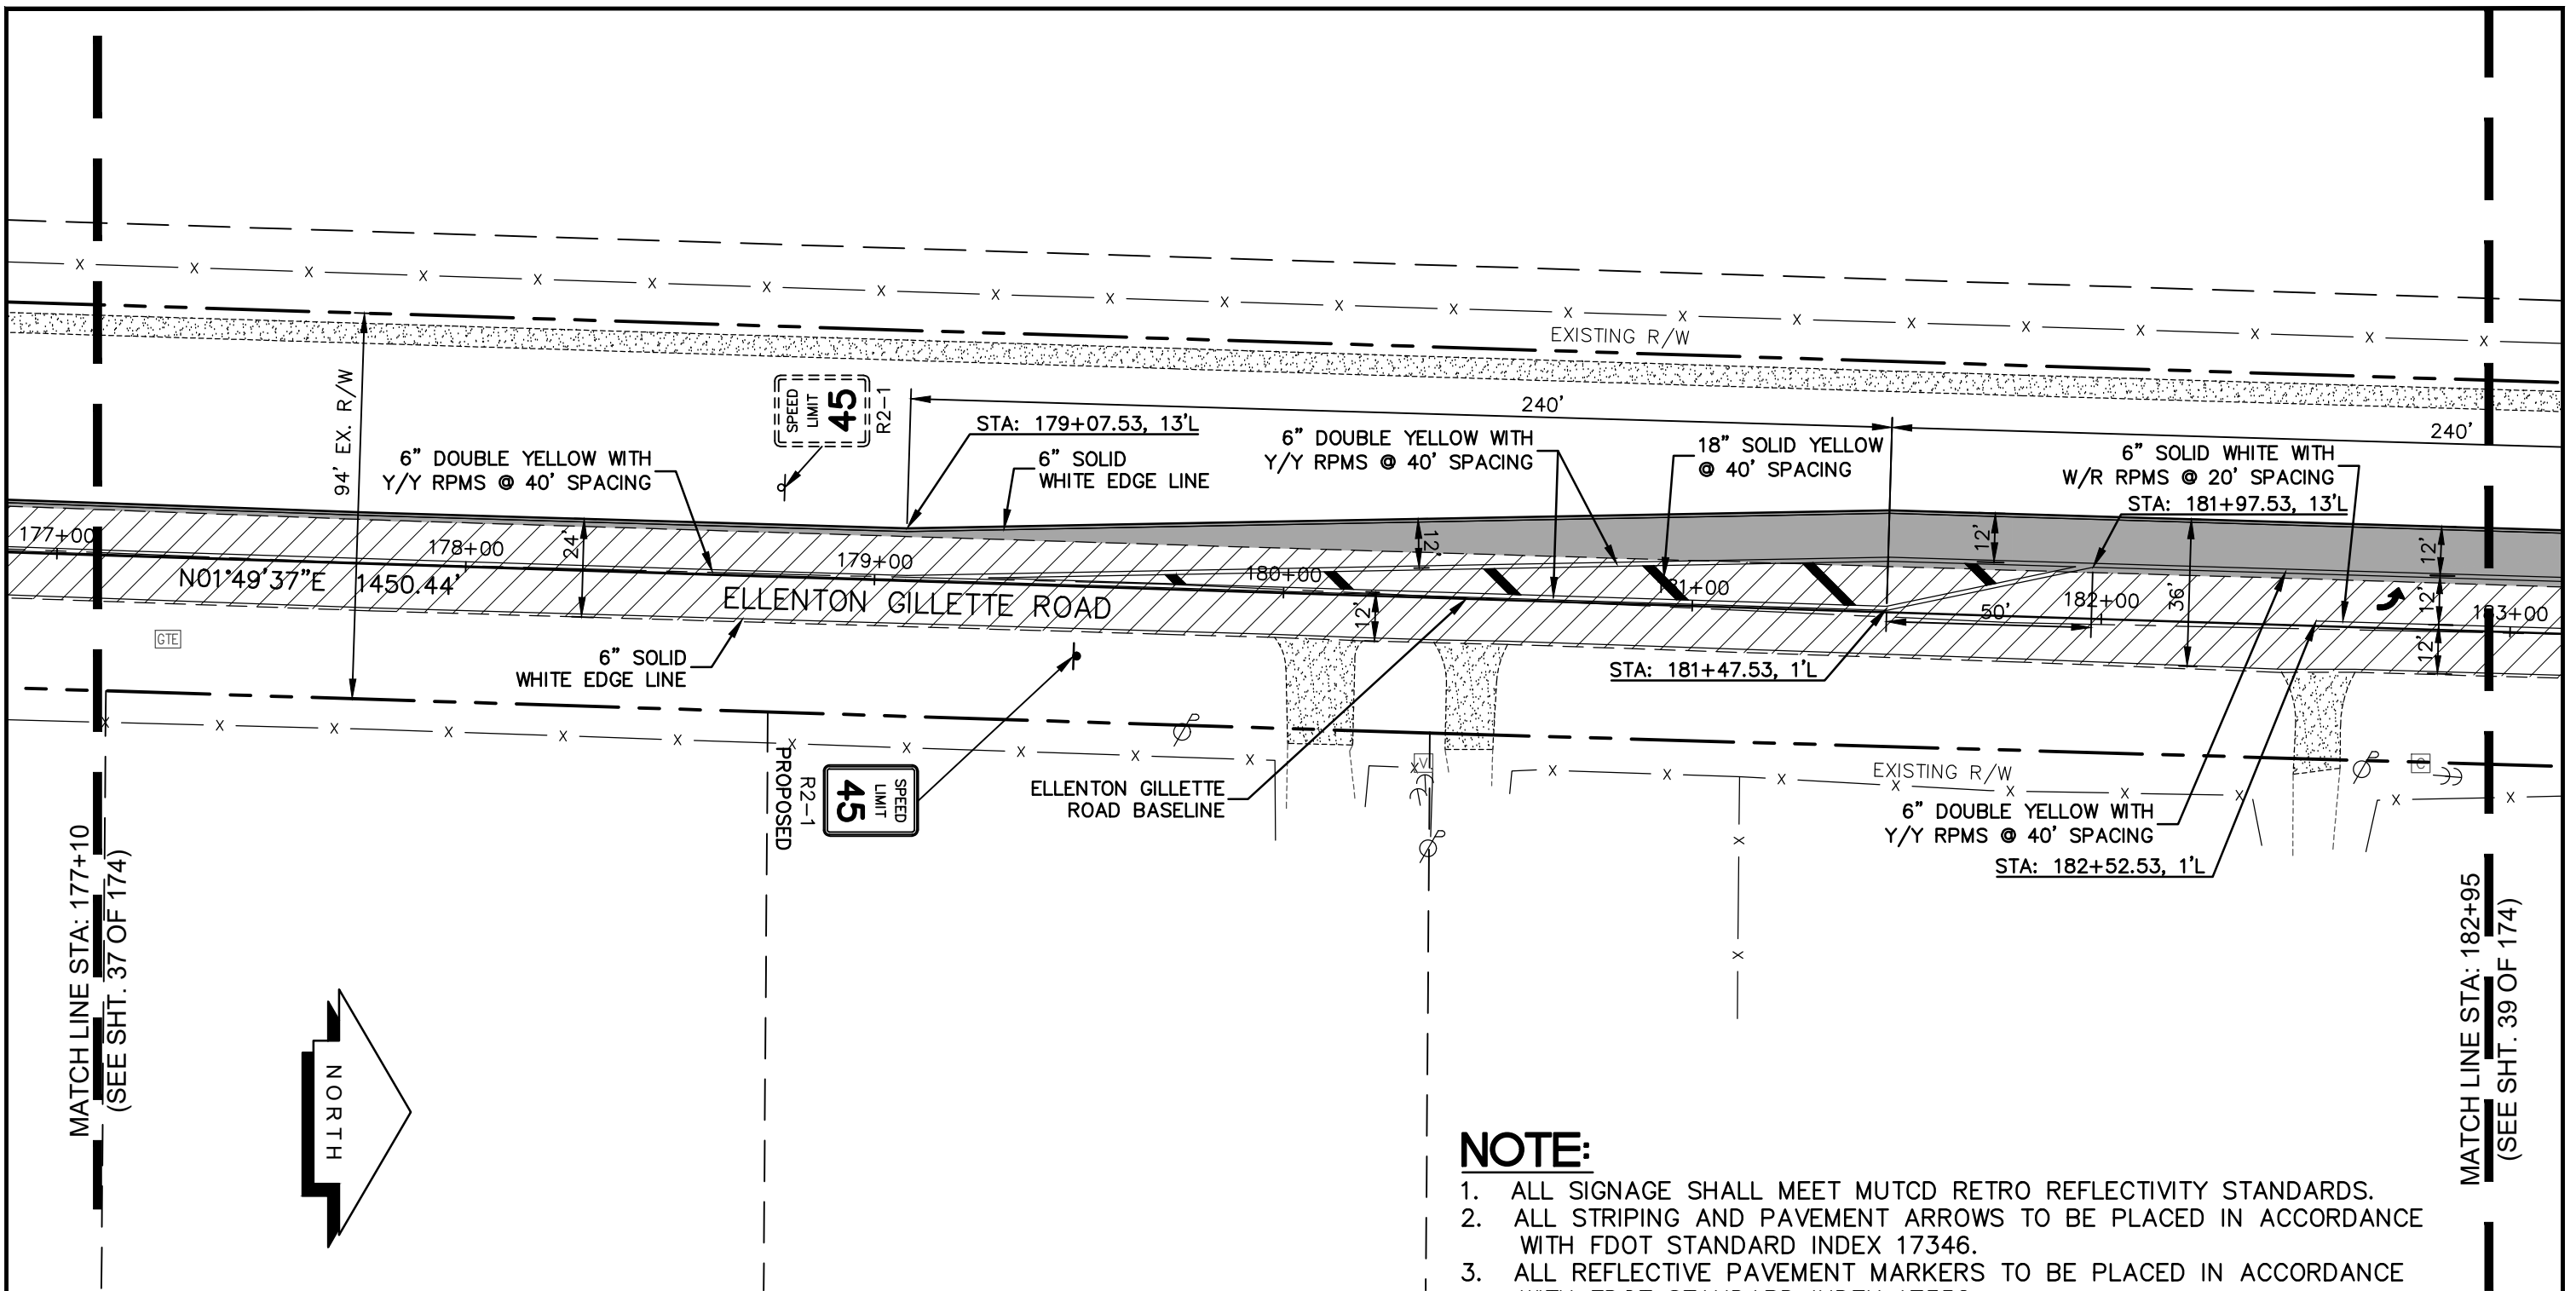 EXISTING R/W
94' EX. R/W
SPEED
LIMIT
45
R2-1
240'
240'
STA: 179+07.53, 13'L
6" DOUBLE YELLOW WITH
Y/Y RPMS @ 40' SPACING
6" SOLID
WHITE EDGE LINE
6" DOUBLE YELLOW WITH
Y/Y RPMS @ 40' SPACING
18" SOLID YELLOW
@ 40' SPACING
6" SOLID WHITE WITH
W/R RPMS @ 20' SPACING
STA: 181+97.53, 13'L
177+00
178+00
179+00
180+00
182+00
24'
12'
12'
12'
12'
12'
12'
36'
50'
N01°49'37"E 1450.44'
ELLENTON GILLETTE ROAD
GTE
6" SOLID
WHITE EDGE LINE
STA: 181+47.53, 1'L
PROPOSED
R2-1
SPEED
LIMIT
45
ELLENTON GILLETTE
ROAD BASELINE
V
EXISTING R/W
C
6" DOUBLE YELLOW WITH
Y/Y RPMS @ 40' SPACING
STA: 182+52.53, 1'L
MATCH LINE STA: 177+10
(SEE SHT. 37 OF 174)
MATCH LINE STA: 182+95
(SEE SHT. 39 OF 174)
NORTH
NOTE:
1. ALL SIGNAGE SHALL MEET MUTCD RETRO REFLECTIVITY STANDARDS.
2. ALL STRIPING AND PAVEMENT ARROWS TO BE PLACED IN ACCORDANCE
WITH FDOT STANDARD INDEX 17346.
3. ALL REFLECTIVE PAVEMENT MARKERS TO BE PLACED IN ACCORDANCE